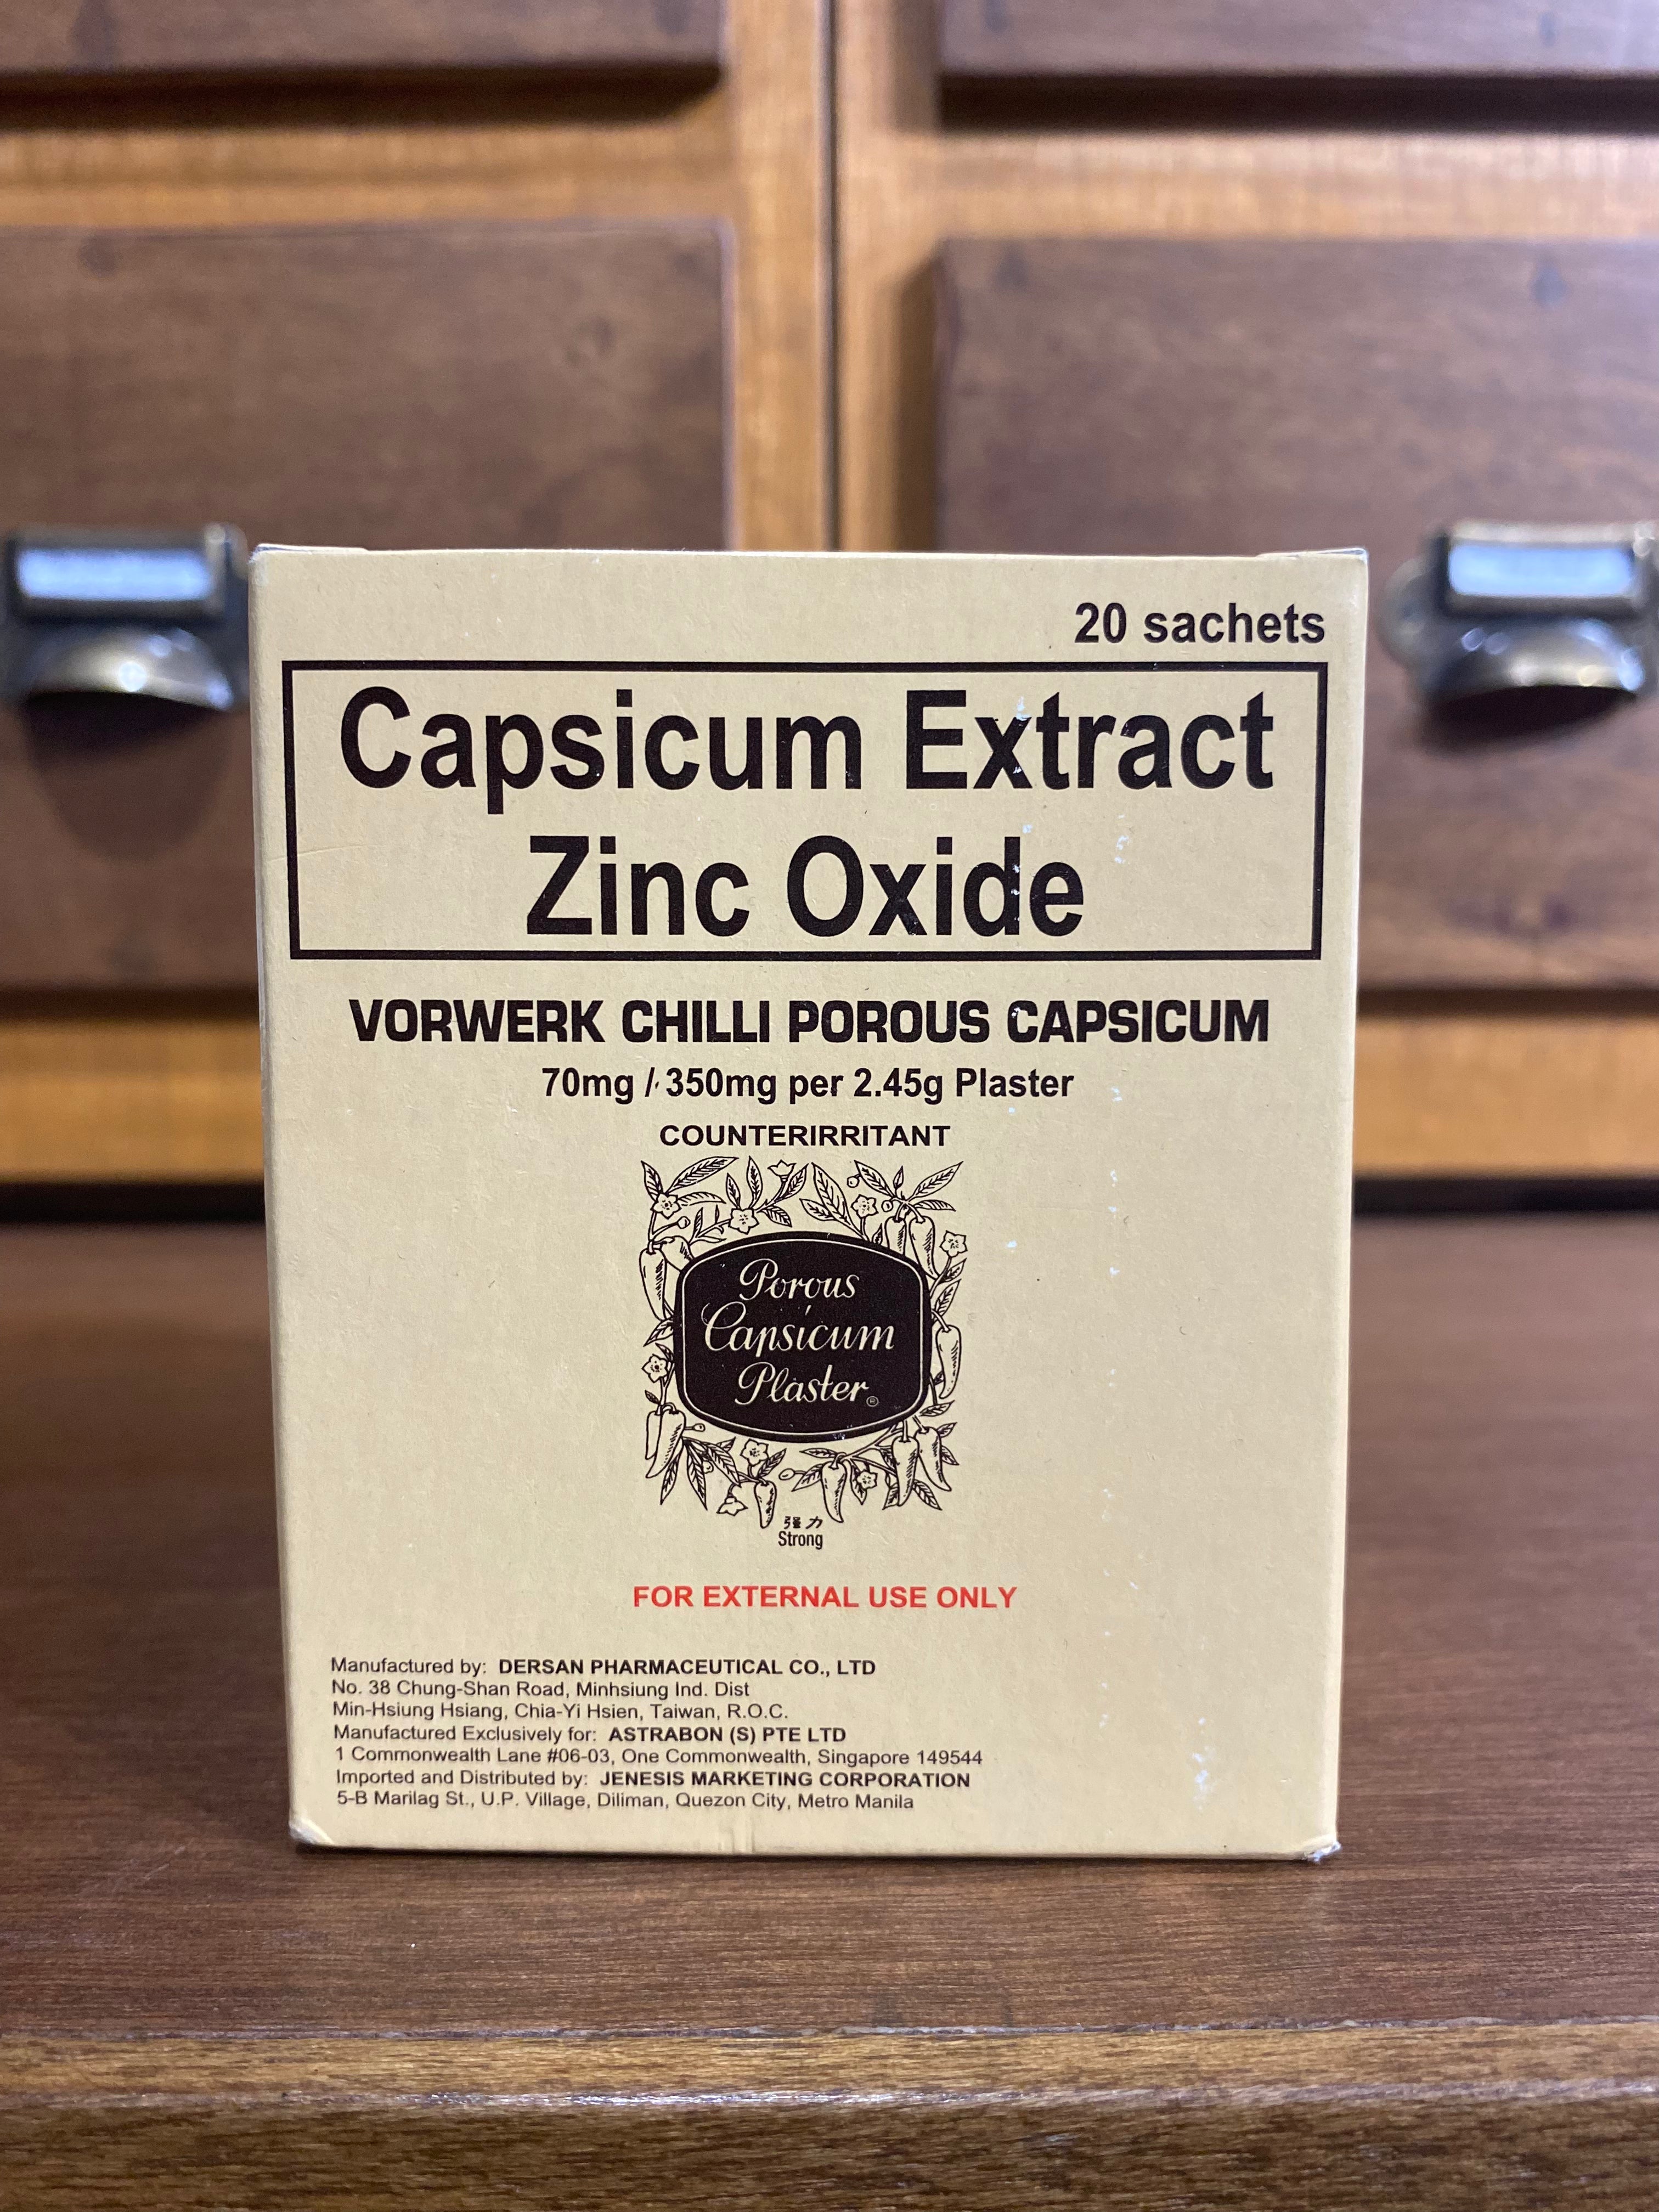 20 sachets
Capsicum Extract
Zinc Oxide
VORWERK CHILLI POROUS CAPSICUM
70mg / 350mg per 2.45g Plaster
COUNTERIRRITANT
Porous
Capsicum
Plaster®
强力
Strong
FOR EXTERNAL USE ONLY
Manufactured by: DERSAN PHARMACEUTICAL CO., LTD
No. 38 Chung-Shan Road, Minhsiung Ind. Dist
Min-Hsiung Hsiang, Chia-Yi Hsien, Taiwan, R.O.C.
Manufactured Exclusively for: ASTRABON (S) PTE LTD
1 Commonwealth Lane #06-03, One Commonwealth, Singapore 149544
Imported and Distributed by: JENESIS MARKETING CORPORATION
5-B Marilag St., U.P. Village, Diliman, Quezon City, Metro Manila